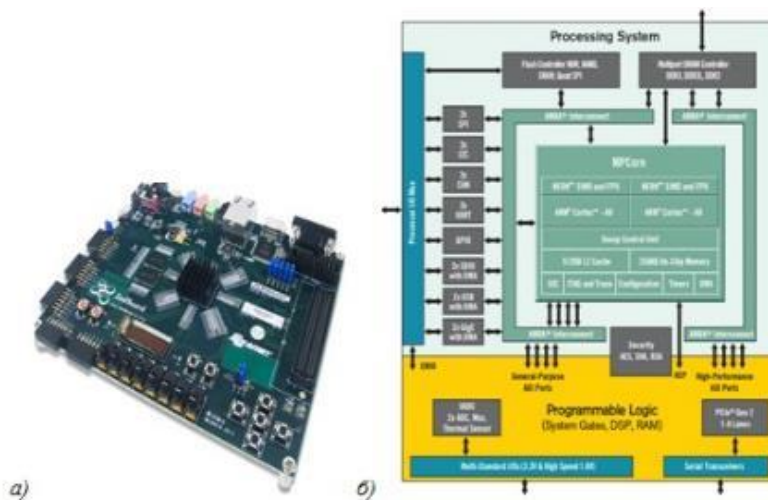 Processing System
Flash Controller NOR, NAND,
SRAM, Quad SPI
Multiport DRAM Controller
DDR3, DDR3L, DDR2
AMBA® Interconnect
AMBA® Interconnect
Processor I/O Mux
2x
SPI
2x
I2C
2x
CAN
2x
UART
GPIO
2x SDIO
with DMA
2x USB
with DMA
2x GigE
with DMA
MPCore
NEON™ SIMD and FPU
NEON™ SIMD and FPU
ARM® Cortex™ - A9
ARM® Cortex™ - A9
Snoop Control Unit
512KB L2 Cache
256KB On-Chip Memory
JTAG and Trace
Configuration
Timers
DMA
AMBA® Interconnect
AMBA® Interconnect
Security
AES, SHA, RSA
EMIO
General-Purpose
AXI Ports
ACP
High-Performance
AXI Ports
Programmable Logic
(System Gates, DSP, RAM)
XADC
2x ADC, Mux,
Thermal Sensor
PCIe® Gen 2
1-8 Lanes
Multi-Standard I/Os (3.3V & High Speed 1.8V)
Serial Transceivers
а)
б)